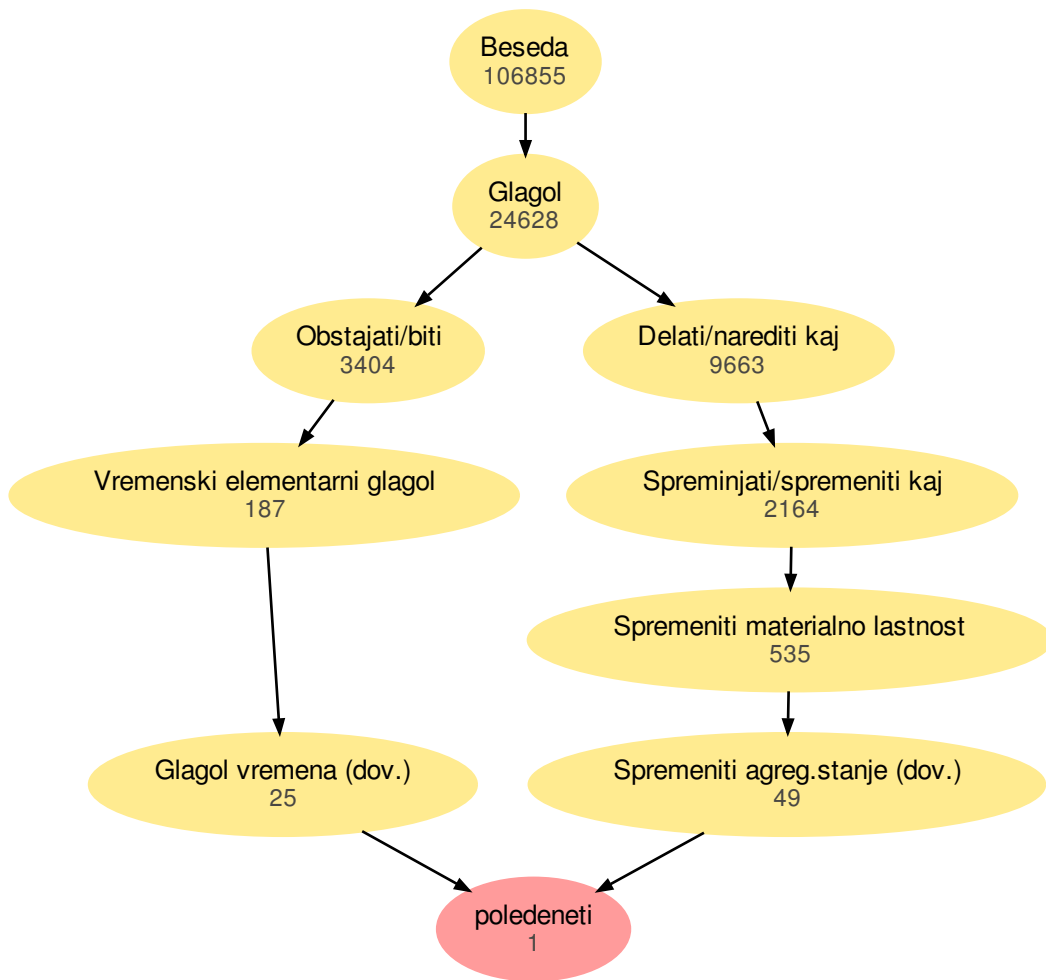 Beseda
106855
Glagol
24628
Obstajati/biti
3404
Delati/narediti kaj
9663
Vremenski elementarni glagol
187
Spreminjati/spremeniti kaj
2164
Spremeniti materialno lastnost
535
Glagol vremena (dov.)
25
Spremeniti agreg.stanje (dov.)
49
poledeneti
1